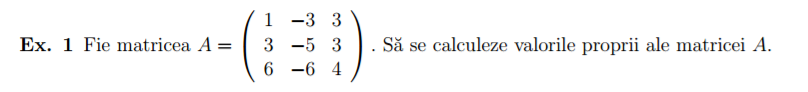 1 −3 3
Ex. 1 Fie matricea A = ( 3 −5 3 ) . Să se calculeze valorile proprii ale matricei A.
6 −6 4